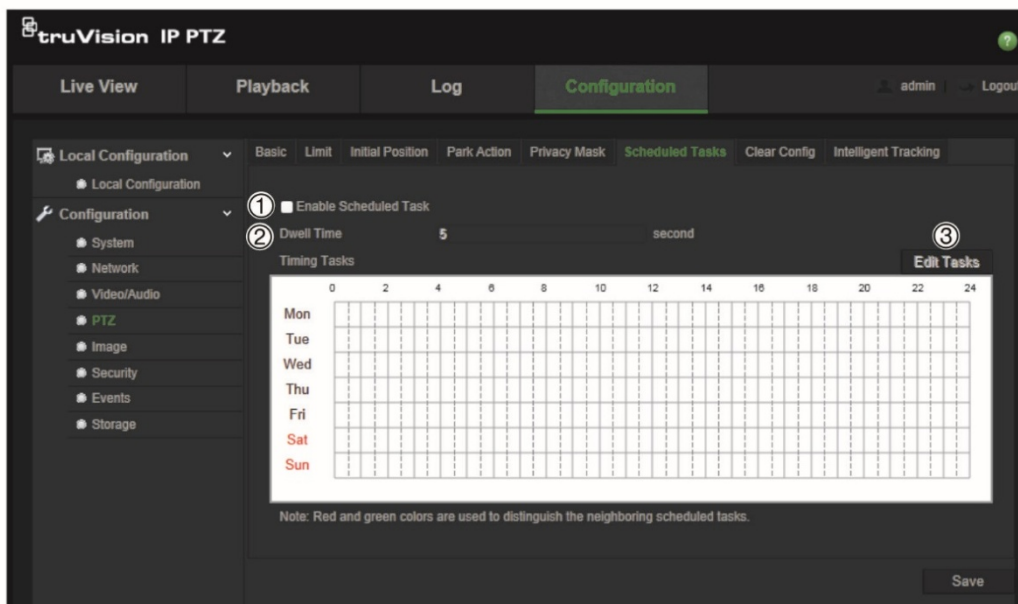 truVision IP PTZ
?
Live View Playback Log Configuration admin | Logout
Local Configuration
Local Configuration
Configuration
System
Network
Video/Audio
PTZ
Image
Security
Events
Storage
Basic Limit Initial Position Park Action Privacy Mask Scheduled Tasks Clear Config Intelligent Tracking
① Enable Scheduled Task
② Dwell Time 5 second
③
Timing Tasks Edit Tasks
0 2 4 6 8 10 12 14 16 18 20 22 24
Mon
Tue
Wed
Thu
Fri
Sat
Sun
Note: Red and green colors are used to distinguish the neighboring scheduled tasks.
Save